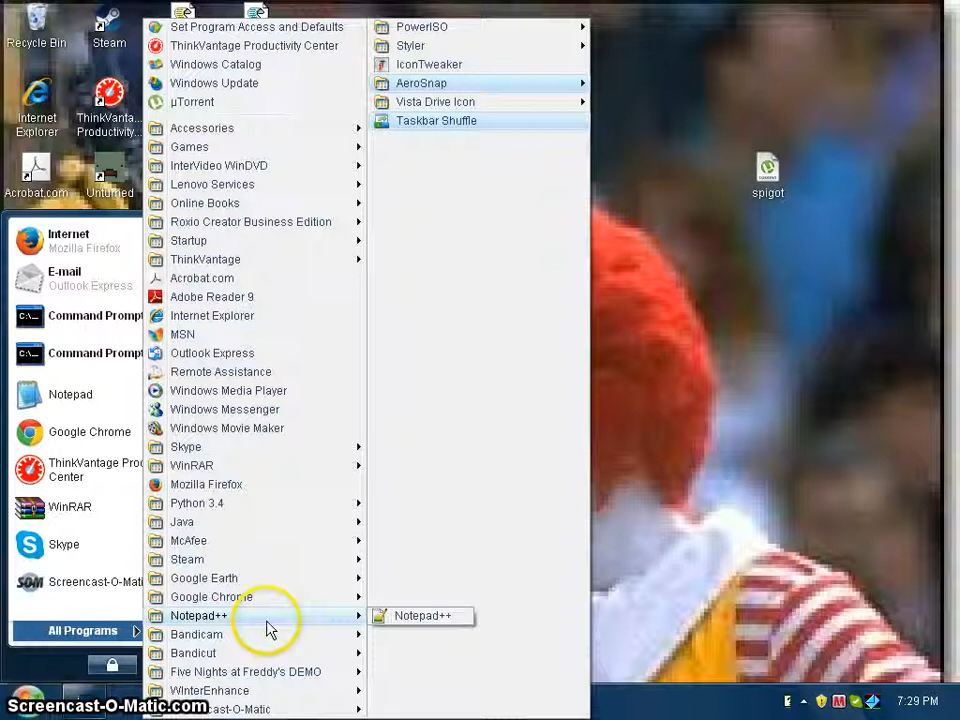 Recycle Bin
Steam
Internet
Explorer
ThinkVanta...
Productivity...
Acrobat.com
Unturned
spigot
Internet
Mozilla Firefox
E-mail
Outlook Express
Command Prompt
Command Prompt
Notepad
Google Chrome
ThinkVantage Produ
Center
WinRAR
Skype
Screencast-O-Mati
All Programs
Set Program Access and Defaults
ThinkVantage Productivity Center
Windows Catalog
Windows Update
µTorrent
Accessories
Games
InterVideo WinDVD
Lenovo Services
Online Books
Roxio Creator Business Edition
Startup
ThinkVantage
Acrobat.com
Adobe Reader 9
Internet Explorer
MSN
Outlook Express
Remote Assistance
Windows Media Player
Windows Messenger
Windows Movie Maker
Skype
WinRAR
Mozilla Firefox
Python 3.4
Java
McAfee
Steam
Google Earth
Google Chrome
Notepad++
Bandicam
Bandicut
Five Nights at Freddy's DEMO
WinterEnhance
cast-O-Matic
PowerISO
Styler
IconTweaker
AeroSnap
Vista Drive Icon
Taskbar Shuffle
Notepad++
Screencast-O-Matic.com
7:29 PM